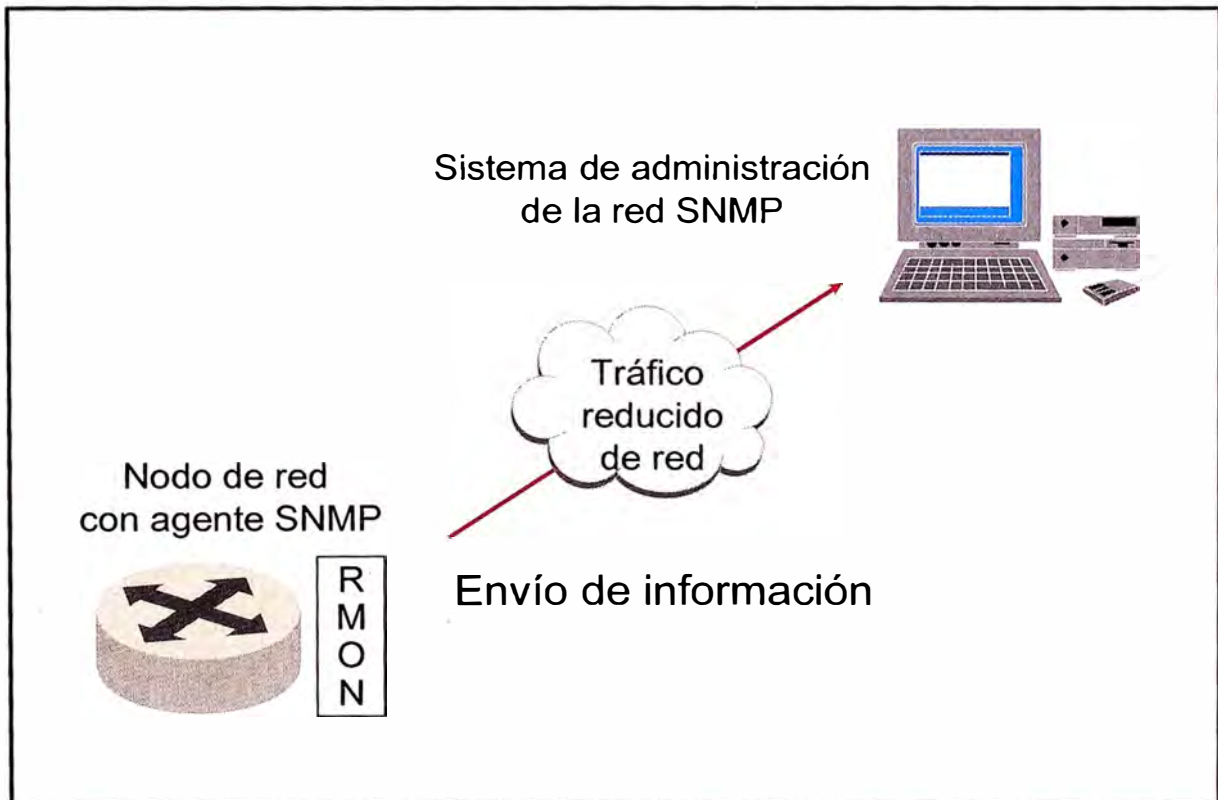 Sistema de administración
de la red SNMP
Tráfico
reducido
de red
Nodo de red
con agente SNMP
R
M
O
N
Envío de información